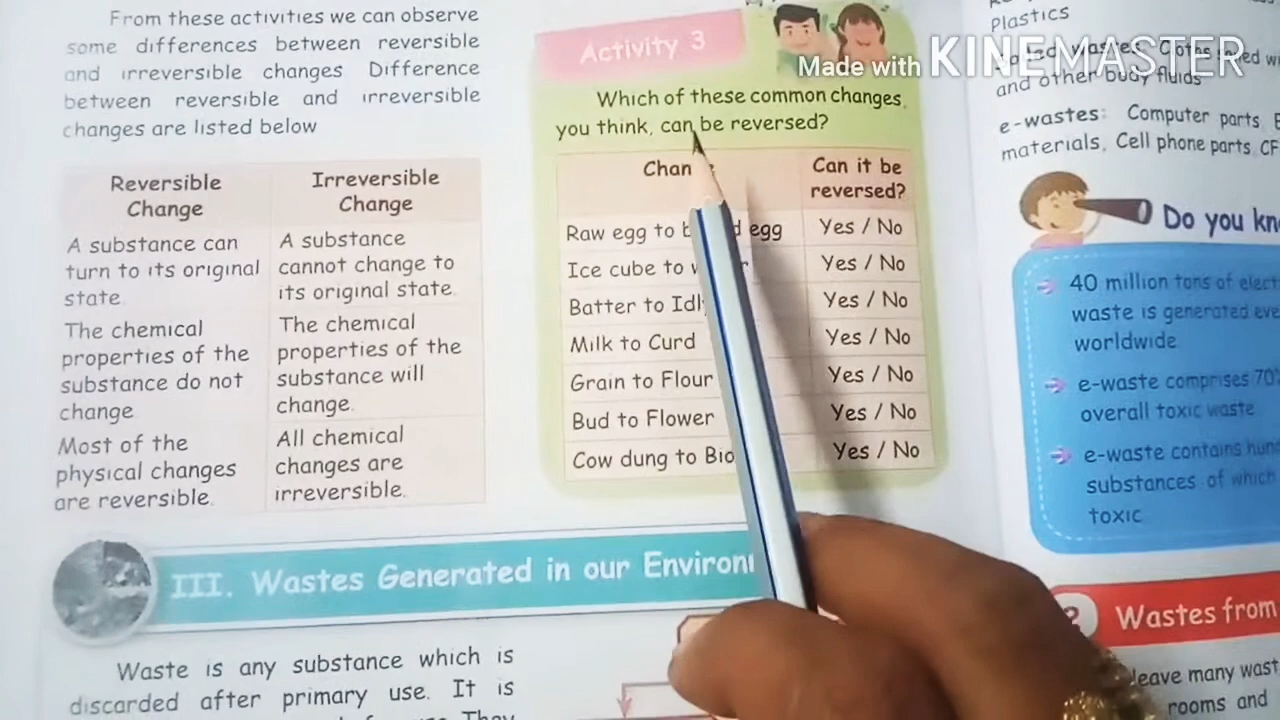 From these activities we can observe
some differences between reversible
and irreversible changes Difference
between reversible and irreversible
changes are listed below
Reversible Change
Irreversible Change
A substance can
turn to its original
state
A substance
cannot change to
its original state.
The chemical
properties of the
substance do not
change
The chemical
properties of the
substance will
change.
Most of the
physical changes
are reversible.
All chemical
changes are
irreversible.
III. Wastes Generated in our
Waste is any substance which is
discarded after primary use. It is
They
Activity 3
Which of these common changes,
you think, can be reversed?
Can it be
reversed?
Raw egg to egg Yes / No
Ice cube to Yes / No
Batter to Yes / No
Milk to Curd Yes / No
Grain to Flour Yes / No
Bud to Flower Yes / No
Cow dung to Yes / No
Made with KINEMASTER
Plastics
and other body fluids
e-wastes: Computer parts,
materials, Cell phone parts,
Do you
40 million tons of
waste is generated
worldwide
e-waste comprises
overall toxic waste
e-waste contains
substances of which
toxic
2 Wastes from
leave many
rooms and